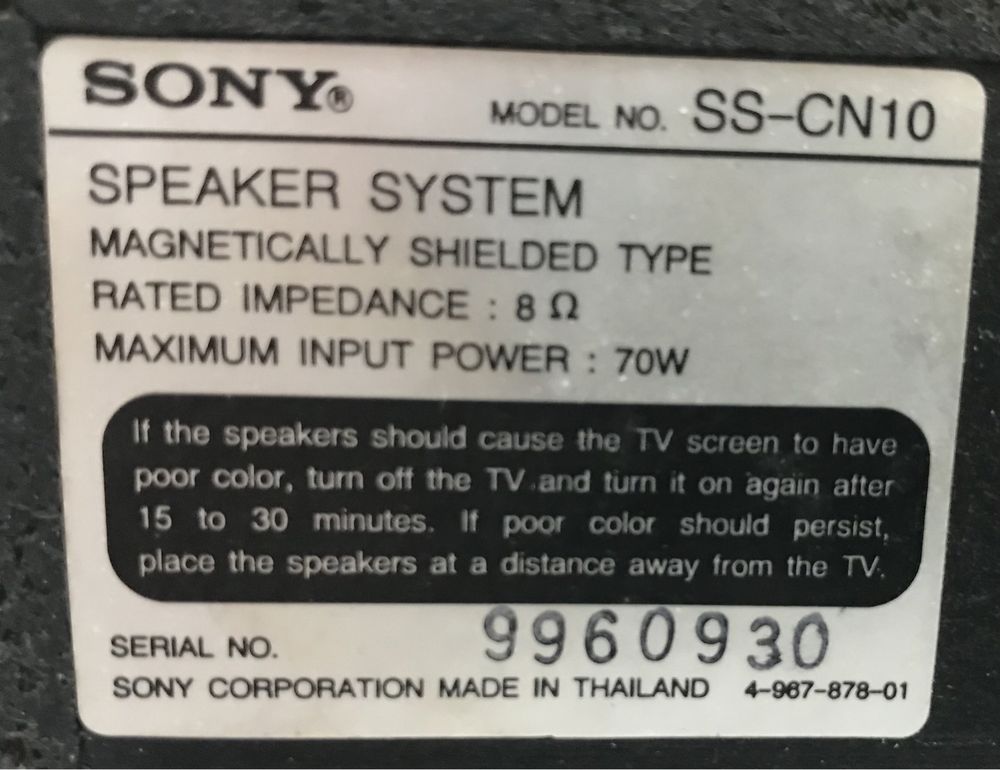 SONY® MODEL NO. SS-CN10
SPEAKER SYSTEM
MAGNETICALLY SHIELDED TYPE
RATED IMPEDANCE : 8 Ω
MAXIMUM INPUT POWER : 70W
If the speakers should cause the TV screen to have
poor color, turn off the TV and turn it on again after
15 to 30 minutes. If poor color should persist,
place the speakers at a distance away from the TV.
SERIAL NO. 9960930
SONY CORPORATION MADE IN THAILAND 4-967-878-01